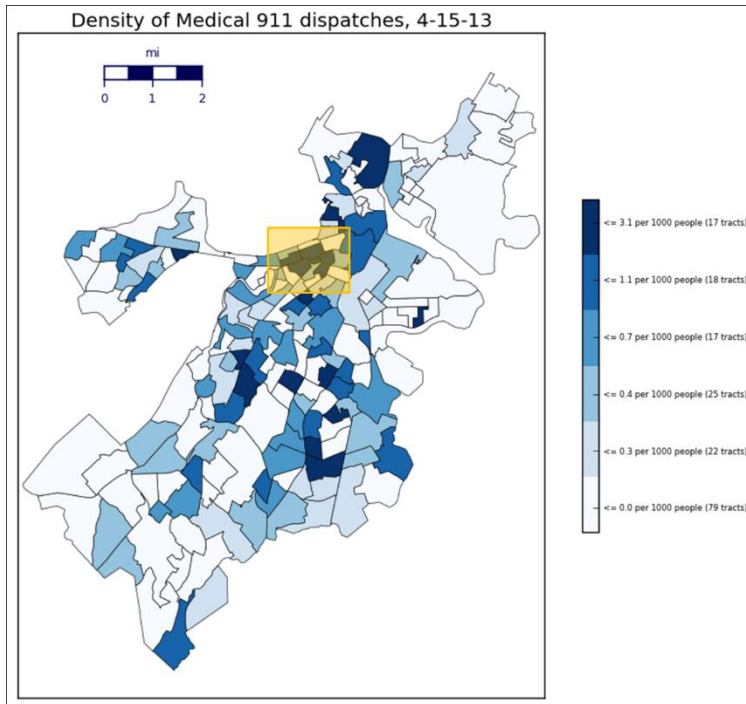 Density of Medical 911 dispatches, 4-15-13
mi
0 1 2
<= 3.1 per 1000 people (17 tracts)
<= 1.1 per 1000 people (18 tracts)
<= 0.7 per 1000 people (17 tracts)
<= 0.4 per 1000 people (25 tracts)
<= 0.3 per 1000 people (22 tracts)
<= 0.0 per 1000 people (79 tracts)